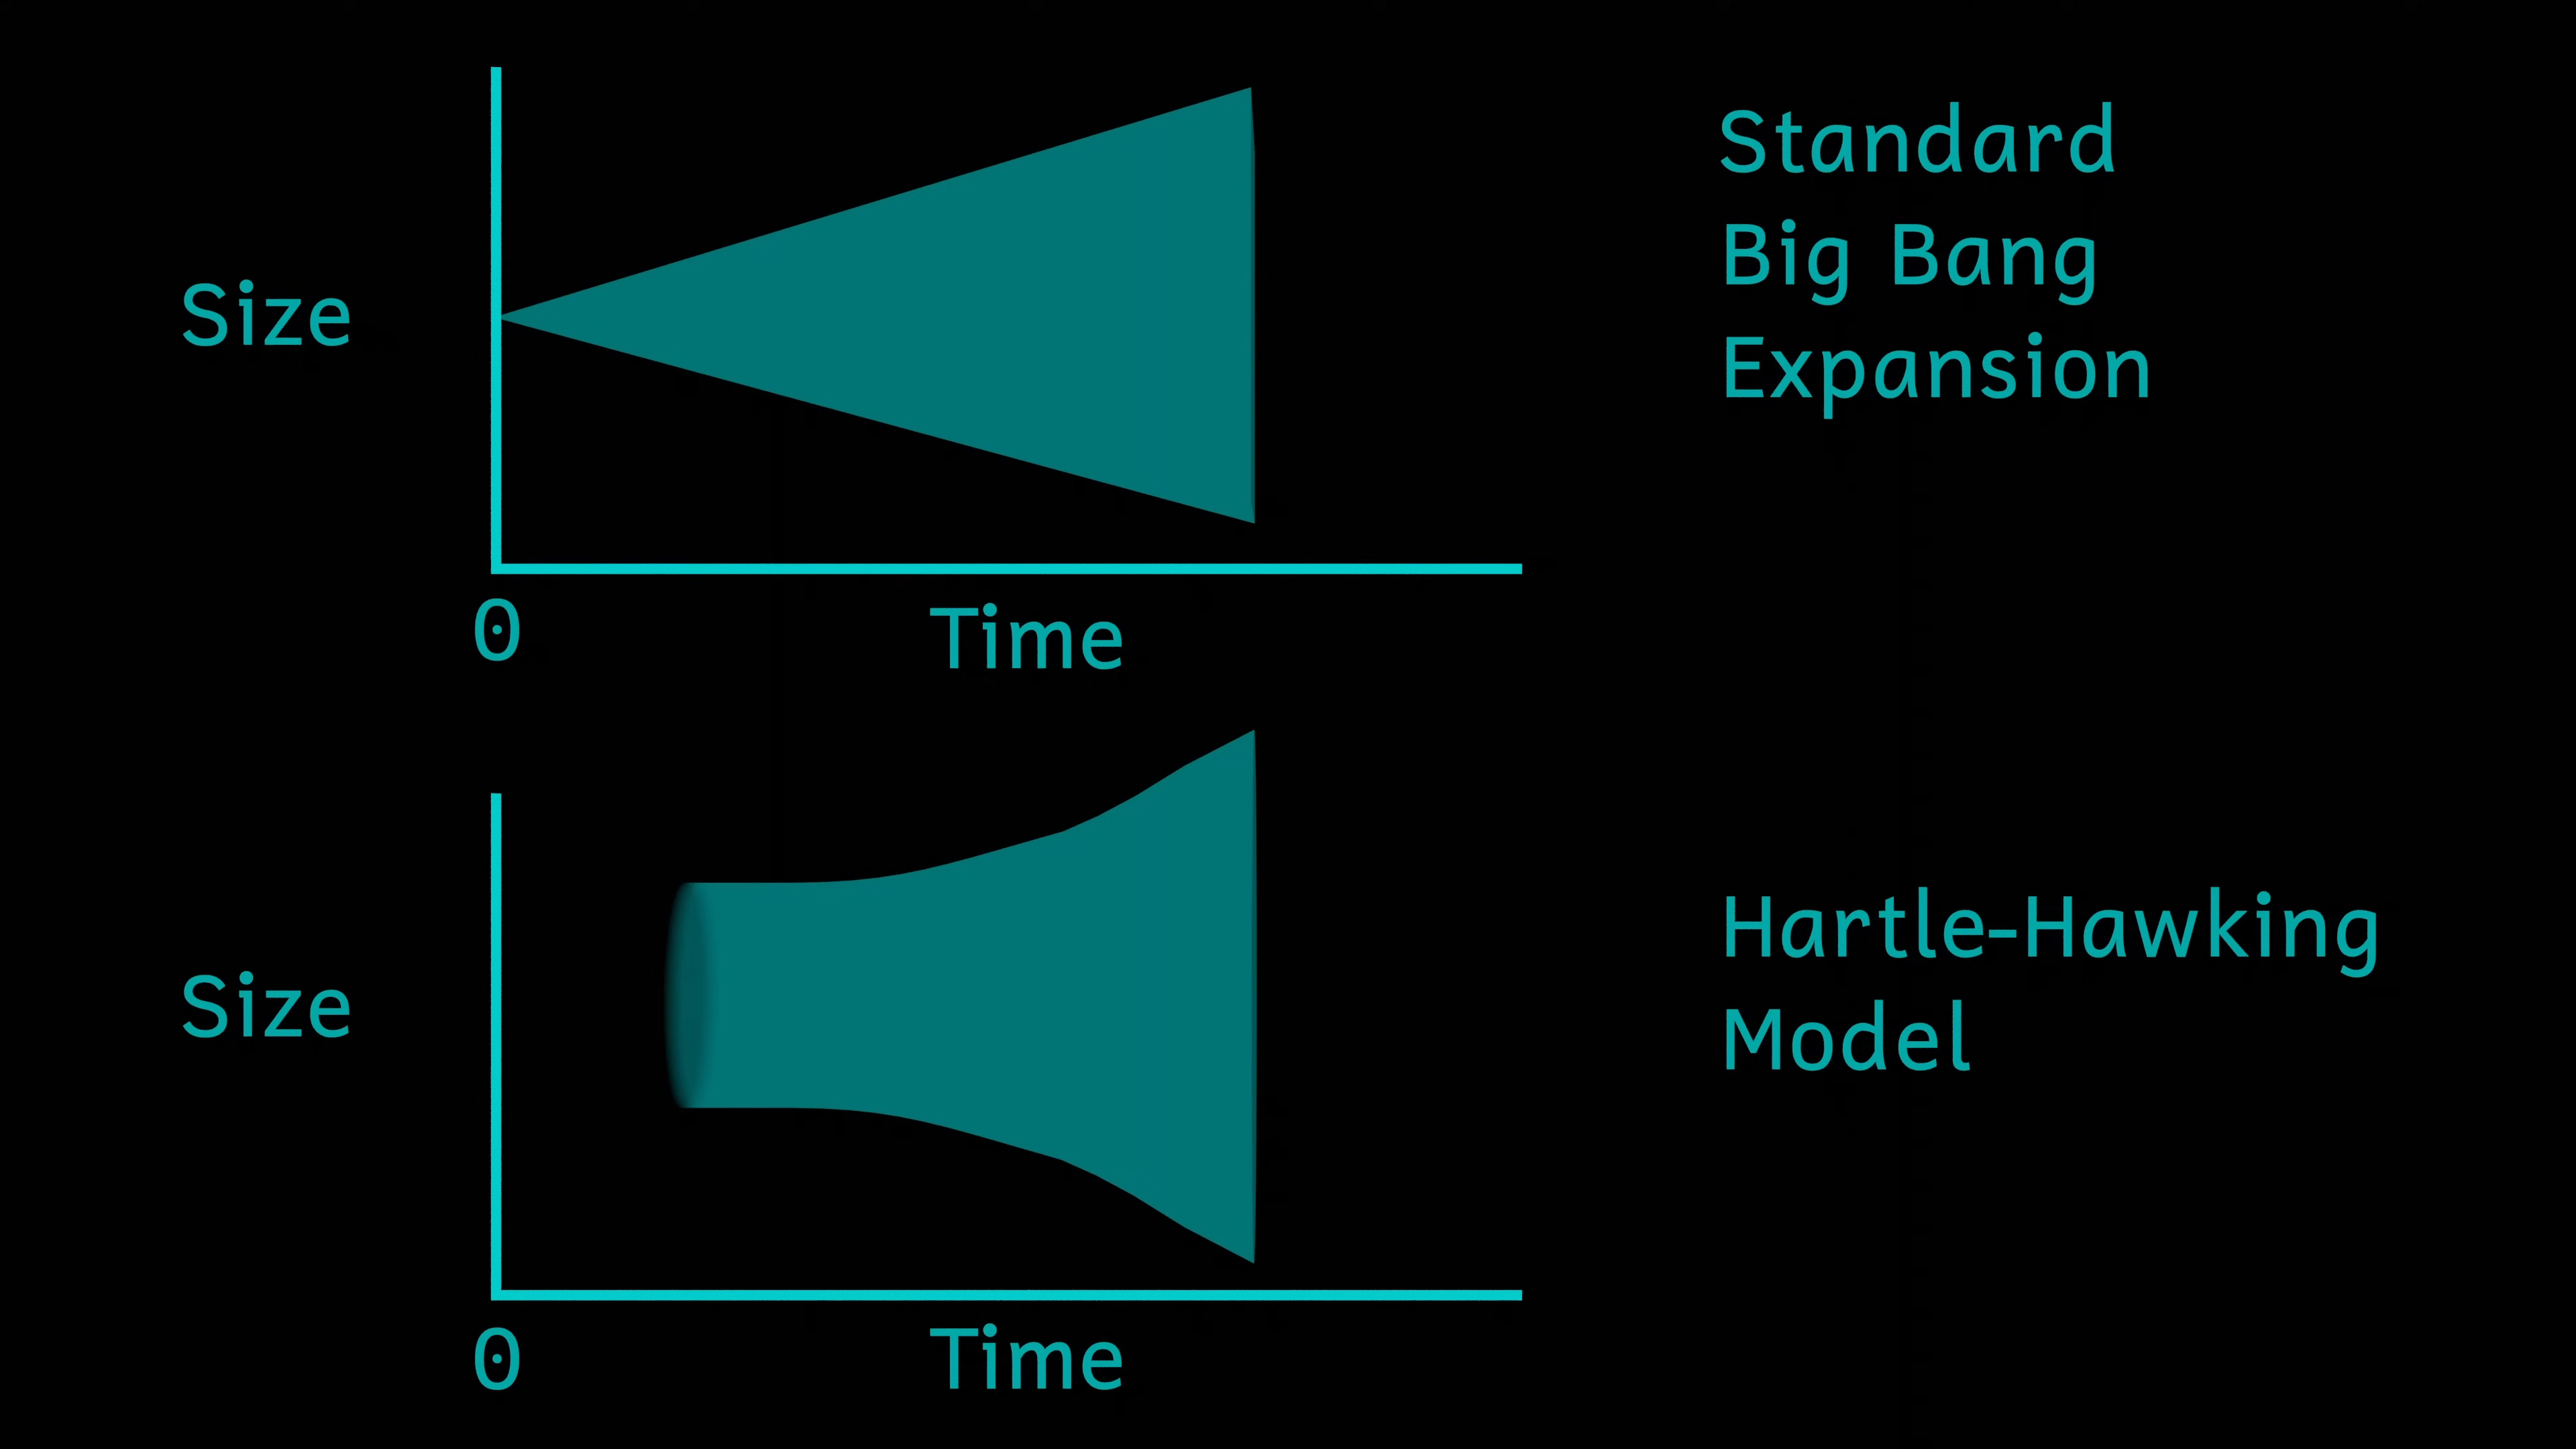 Standard
Big Bang
Expansion
Size
0
Time
Hartle-Hawking
Model
Size
0
Time